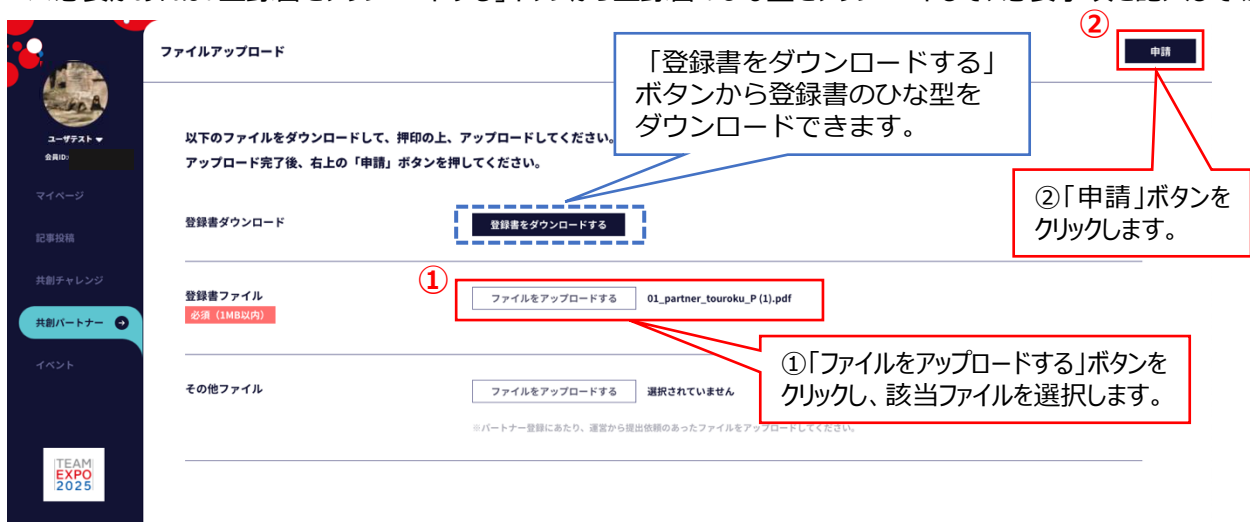 ②
ファイルアップロード
申請
「登録書をダウンロードする」
ボタンから登録書のひな型を
ダウンロードできます。
ユーザテスト
会員ID:
以下のファイルをダウンロードして、押印の上、アップロードしてください。
アップロード完了後、右上の「申請」ボタンを押してください。
マイページ
②「申請」ボタンを
クリックします。
登録書ダウンロード
登録書をダウンロードする
記事投稿
共創チャレンジ
①
登録書ファイル
ファイルをアップロードする
01_partner_touroku_P (1).pdf
必須（1MB以内）
共創パートナー
①「ファイルをアップロードする」ボタンを
クリックし、該当ファイルを選択します。
イベント
その他ファイル
ファイルをアップロードする
選択されていません
※パートナー登録にあたり、運営から提出依頼のあったファイルをアップロードしてください。
TEAM
EXPO
2025